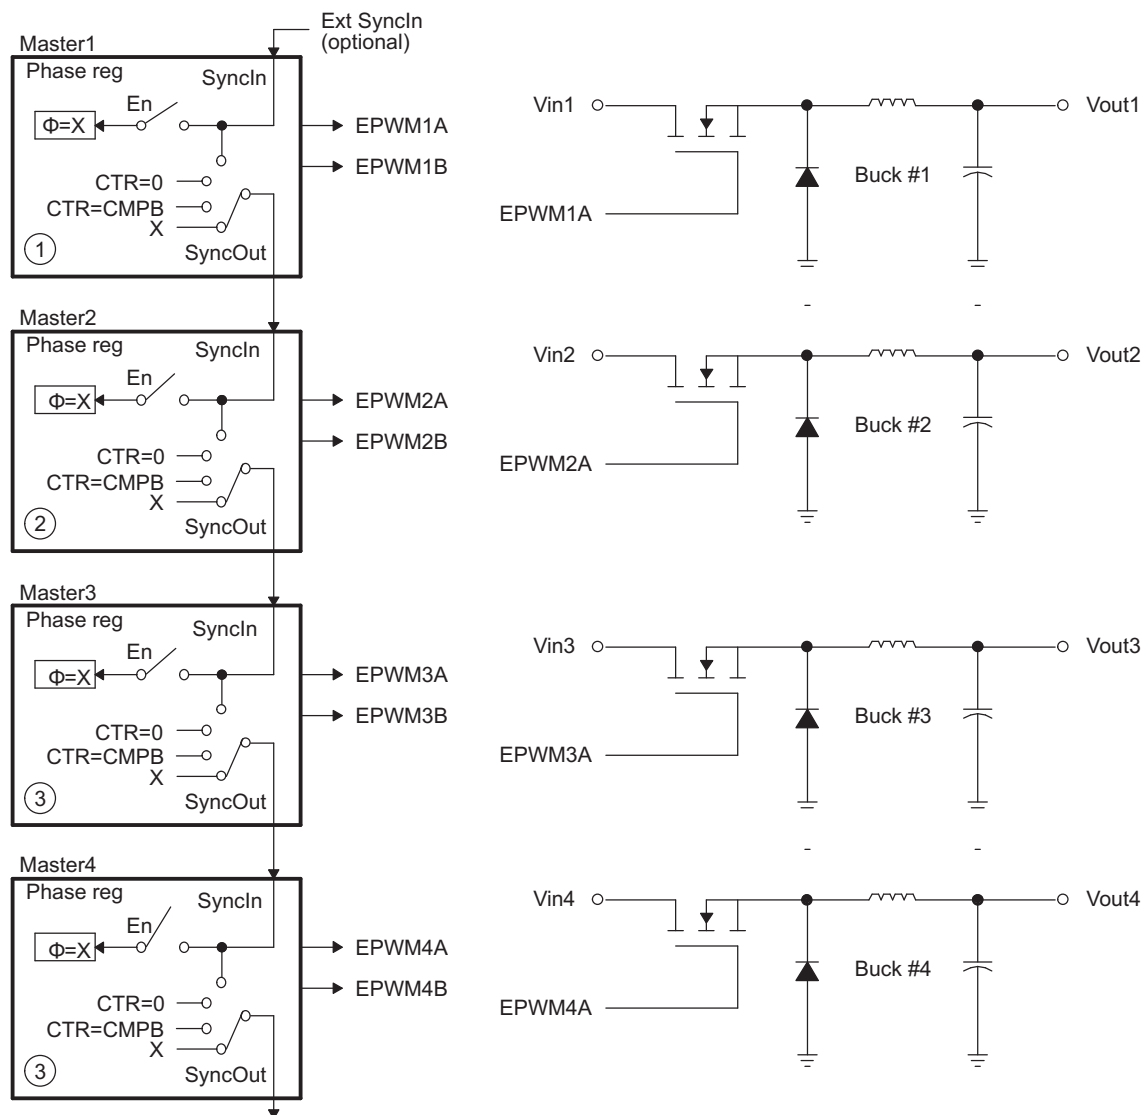 Ext SyncIn
(optional)
Master1
Phase reg
SyncIn
En
Φ=X
EPWM1A
EPWM1B
CTR=0
CTR=CMPB
X
SyncOut
1
Vin1
Vout1
Buck #1
EPWM1A
Master2
Phase reg
SyncIn
En
Φ=X
EPWM2A
EPWM2B
CTR=0
CTR=CMPB
X
SyncOut
2
Vin2
Vout2
Buck #2
EPWM2A
Master3
Phase reg
SyncIn
En
Φ=X
EPWM3A
EPWM3B
CTR=0
CTR=CMPB
X
SyncOut
3
Vin3
Vout3
Buck #3
EPWM3A
Master4
Phase reg
SyncIn
En
Φ=X
EPWM4A
EPWM4B
CTR=0
CTR=CMPB
X
SyncOut
3
Vin4
Vout4
Buck #4
EPWM4A